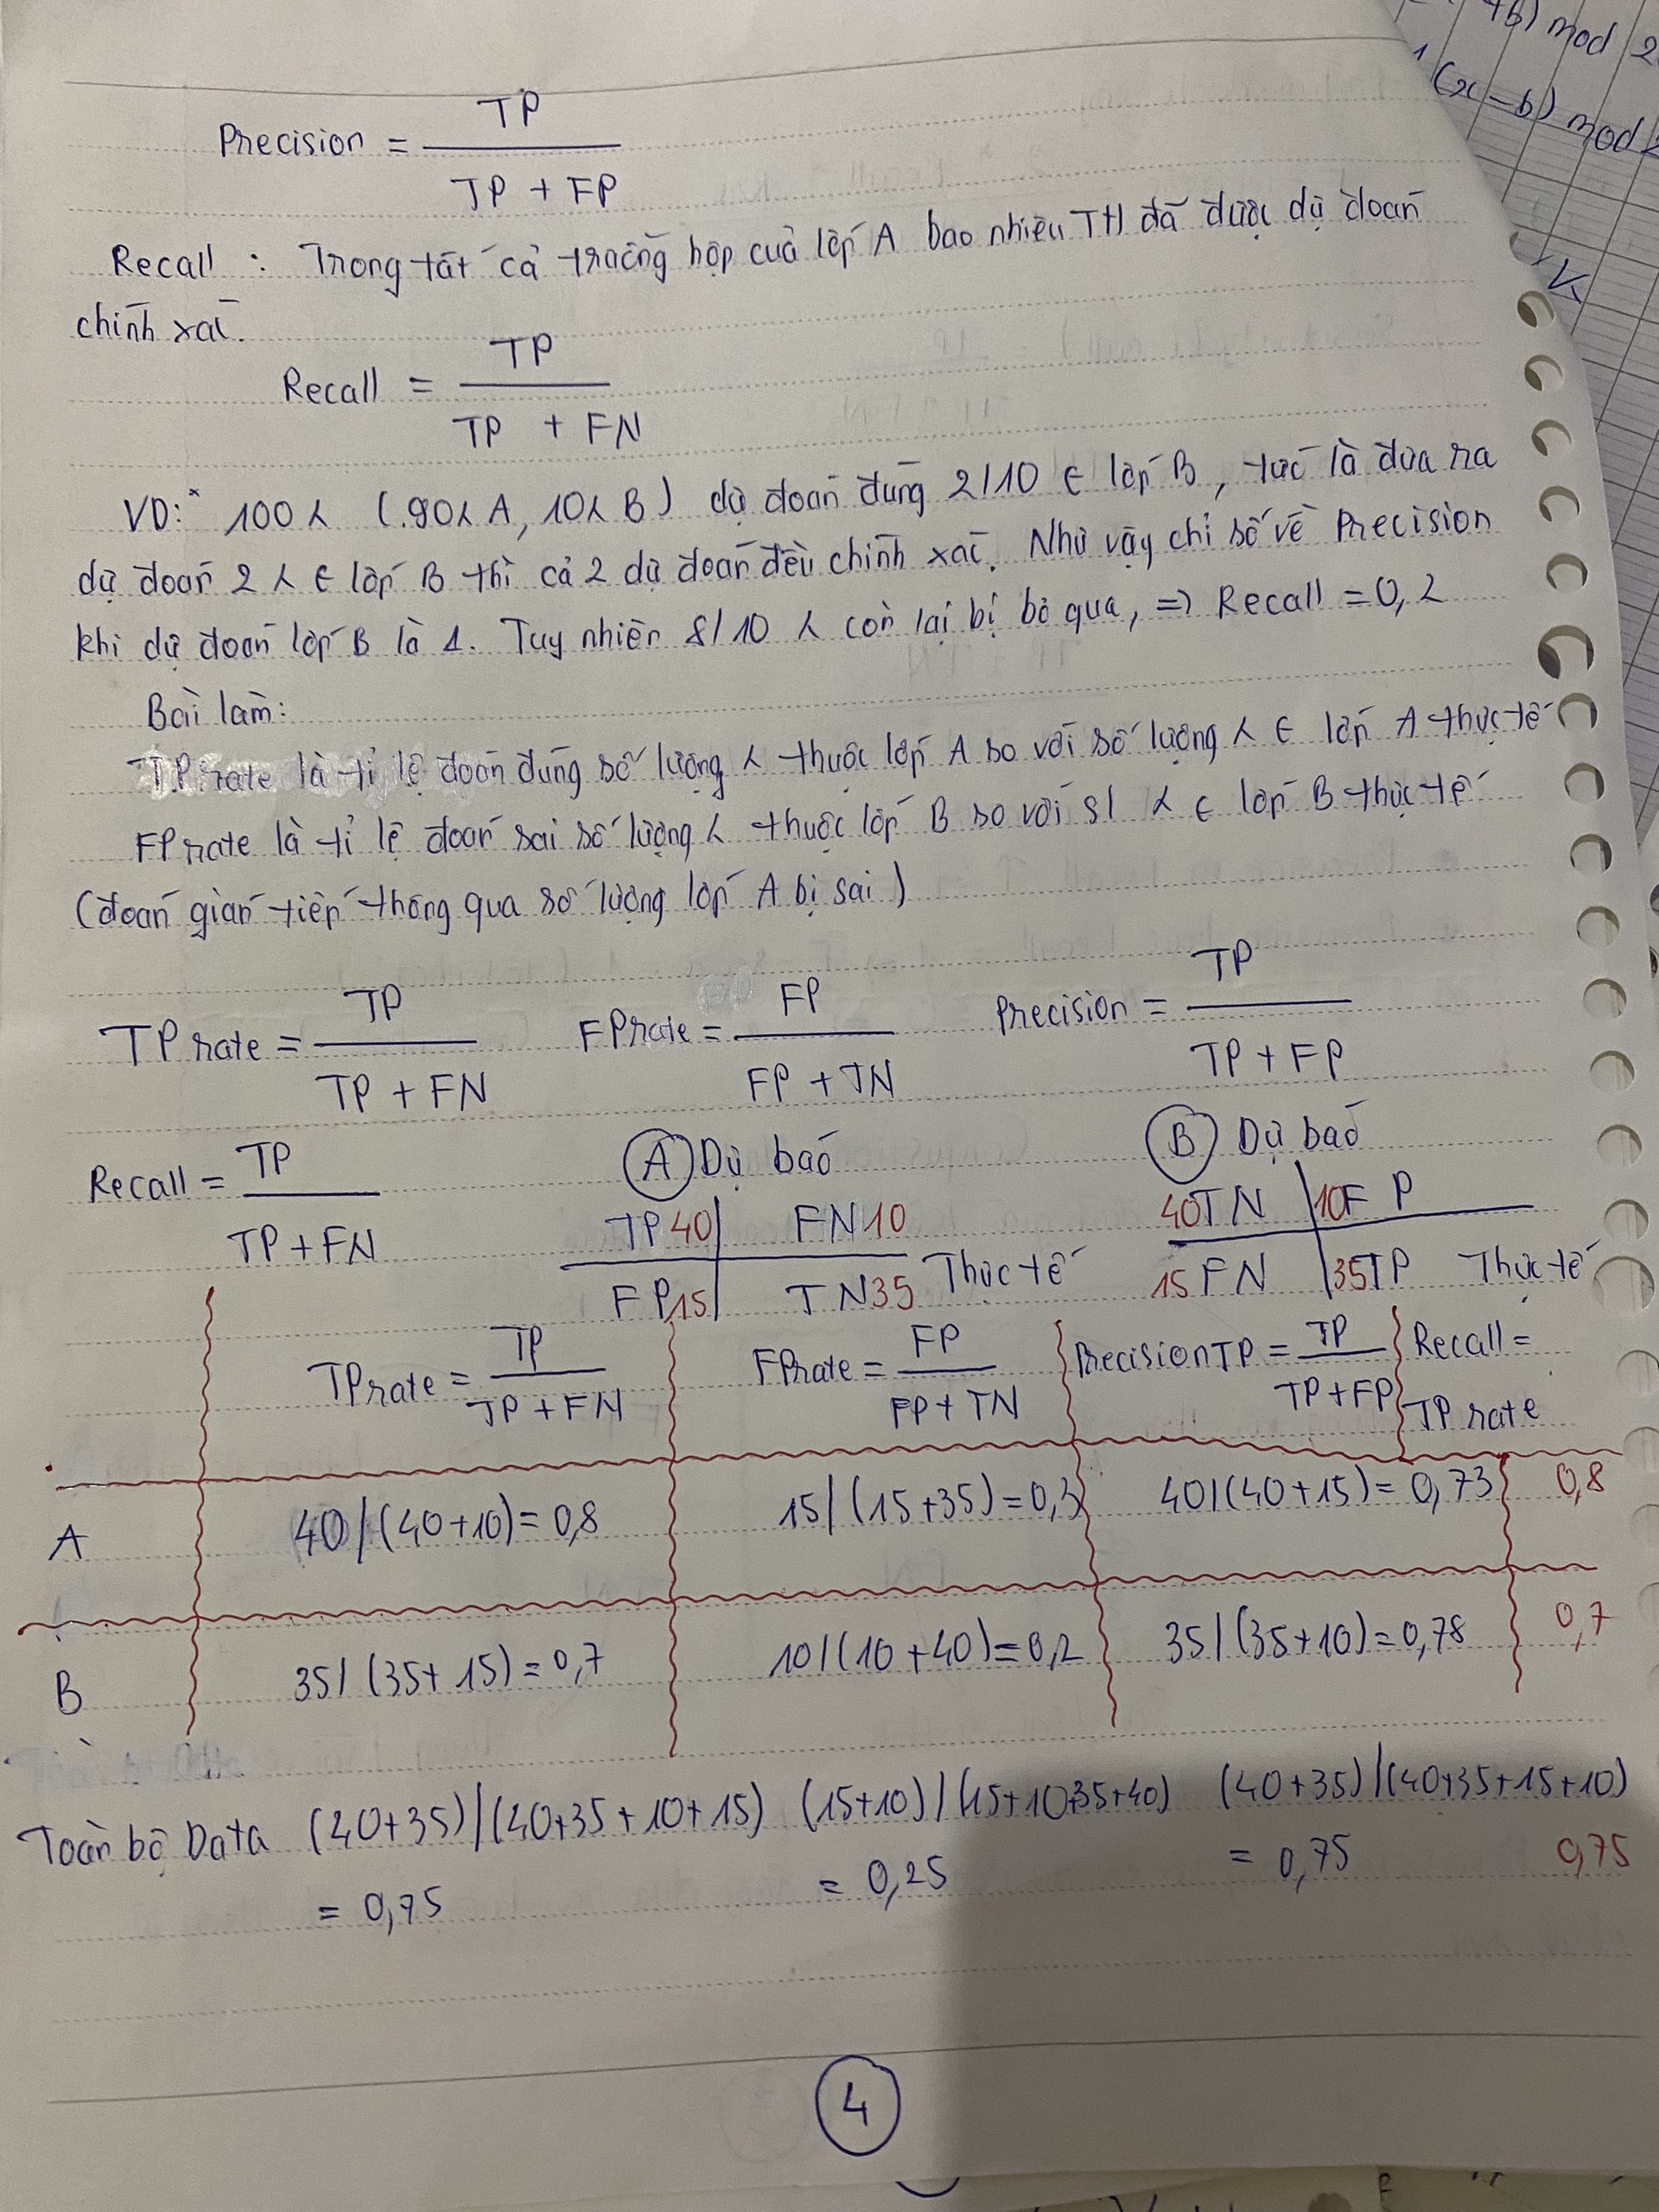 Precision = TP / TP + FP
Recall : Trong tất cả trường hợp của lớp A bao nhiêu TH đã được dự đoán
chính xác.
Recall = TP / TP + FN
VD: 100 λ (90λ A, 10λ B) dự đoán đúng 2/10 ∈ lớp B, tức là đưa ra
dự đoán 2 λ ∈ lớp B thì cả 2 dự đoán đều chính xác. Như vậy chỉ số về Precision
khi dự đoán lớp B là 1. Tuy nhiên 8/10 λ còn lại bị bỏ qua, => Recall = 0,2
Bài làm:
TP rate là tỉ lệ đoán đúng số lượng λ thuộc lớp A so với số lượng λ ∈ lớp A thực tế
FP rate là tỉ lệ đoán sai số lượng λ thuộc lớp B so với sl λ ∈ lớp B thực tế
(đoán gián tiếp thông qua số lượng lớp A bị sai)
TP rate = TP / TP + FN FP rate = FP / FP + TN Precision = TP / TP + FP
Recall = TP / TP + FN
A Dự báo B Dự báo
TP 40 FN 10 40 TN 10 F P
FP 15 TN 35 Thực tế 15 FN 35 TP Thực tế
TP rate = TP / TP + FN FP rate = FP / FP + TN Precision TP = TP / TP + FP Recall = TP rate
A 40/(40+10) = 0,8 15/(15+35) = 0,3 40/(40+15) = 0,73 0,8
B 35/(35+15) = 0,7 10/(10+40) = 0,2 35/(35+10) = 0,78 0,7
Toàn bộ Data (40+35)/(40+35+10+15) (15+10)/(15+10+35+40) (40+35)/(40+35+15+10)
= 0,75 = 0,25 = 0,75 0,75
4
+b) mod 2
(x-b) mod